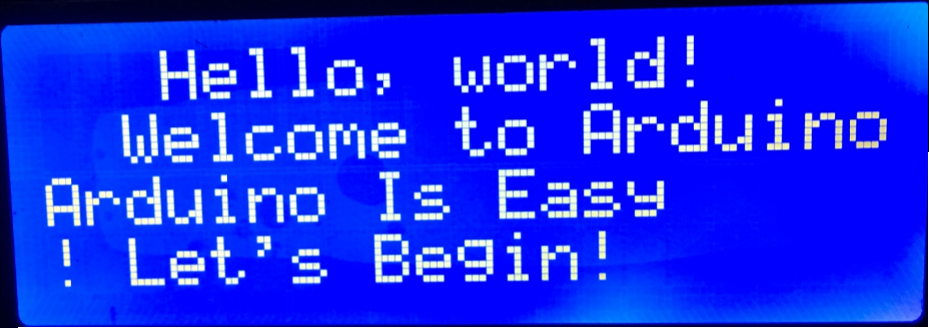 Hello, world!
Welcome to Arduino
Arduino Is Easy
! Let's Begin!